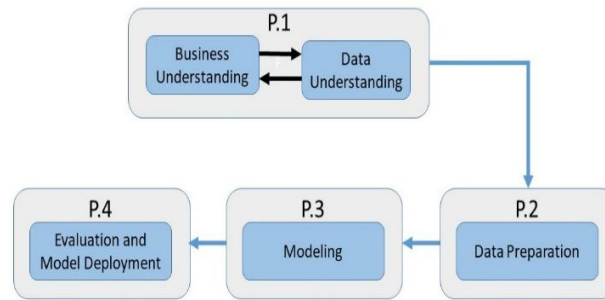 P.1
Business
Understanding
Data
Understanding
P.4
Evaluation and
Model Deployment
P.3
Modeling
P.2
Data Preparation